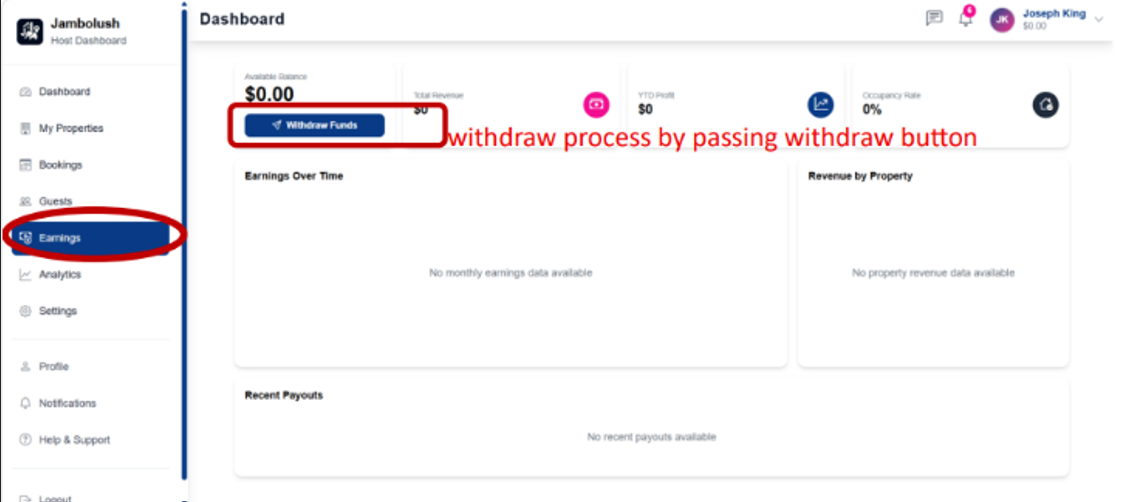 Jambolush
Host Dashboard
Dashboard
My Properties
Bookings
Guests
Earnings
Analytics
Settings
Profile
Notifications
Help & Support
Logout
Dashboard
6
JK
Joseph King
$0.00
Available Balance
$0.00
Withdraw Funds
Total Revenue
$0
YTD Profit
$0
Occupancy Rate
0%
withdraw process by passing withdraw button
Earnings Over Time
No monthly earnings data available
Revenue by Property
No property revenue data available
Recent Payouts
No recent payouts available